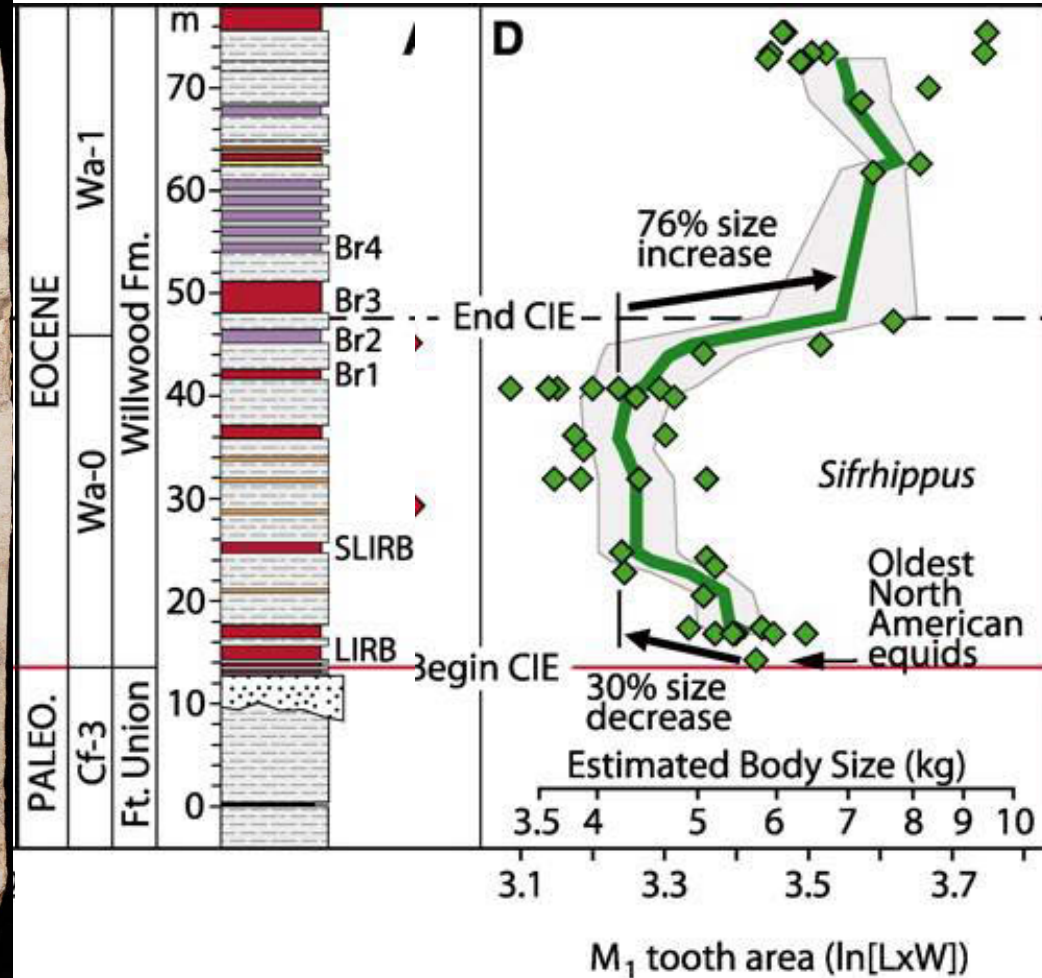 m
70
60
50
40
30
20
10
0
EOCENE
PALEO.
Wa-1
Wa-0
Cf-3
Willwood Fm.
Ft. Union
Br4
Br3
Br2
Br1
SLIRB
LIRB
D
76% size
increase
End CIE
Sifrhippus
Oldest
North
American
equids
Begin CIE
30% size
decrease
Estimated Body Size (kg)
3.5 4 5 6 7 8 9 10
3.1 3.3 3.5 3.7
M₁ tooth area (ln[LxW])